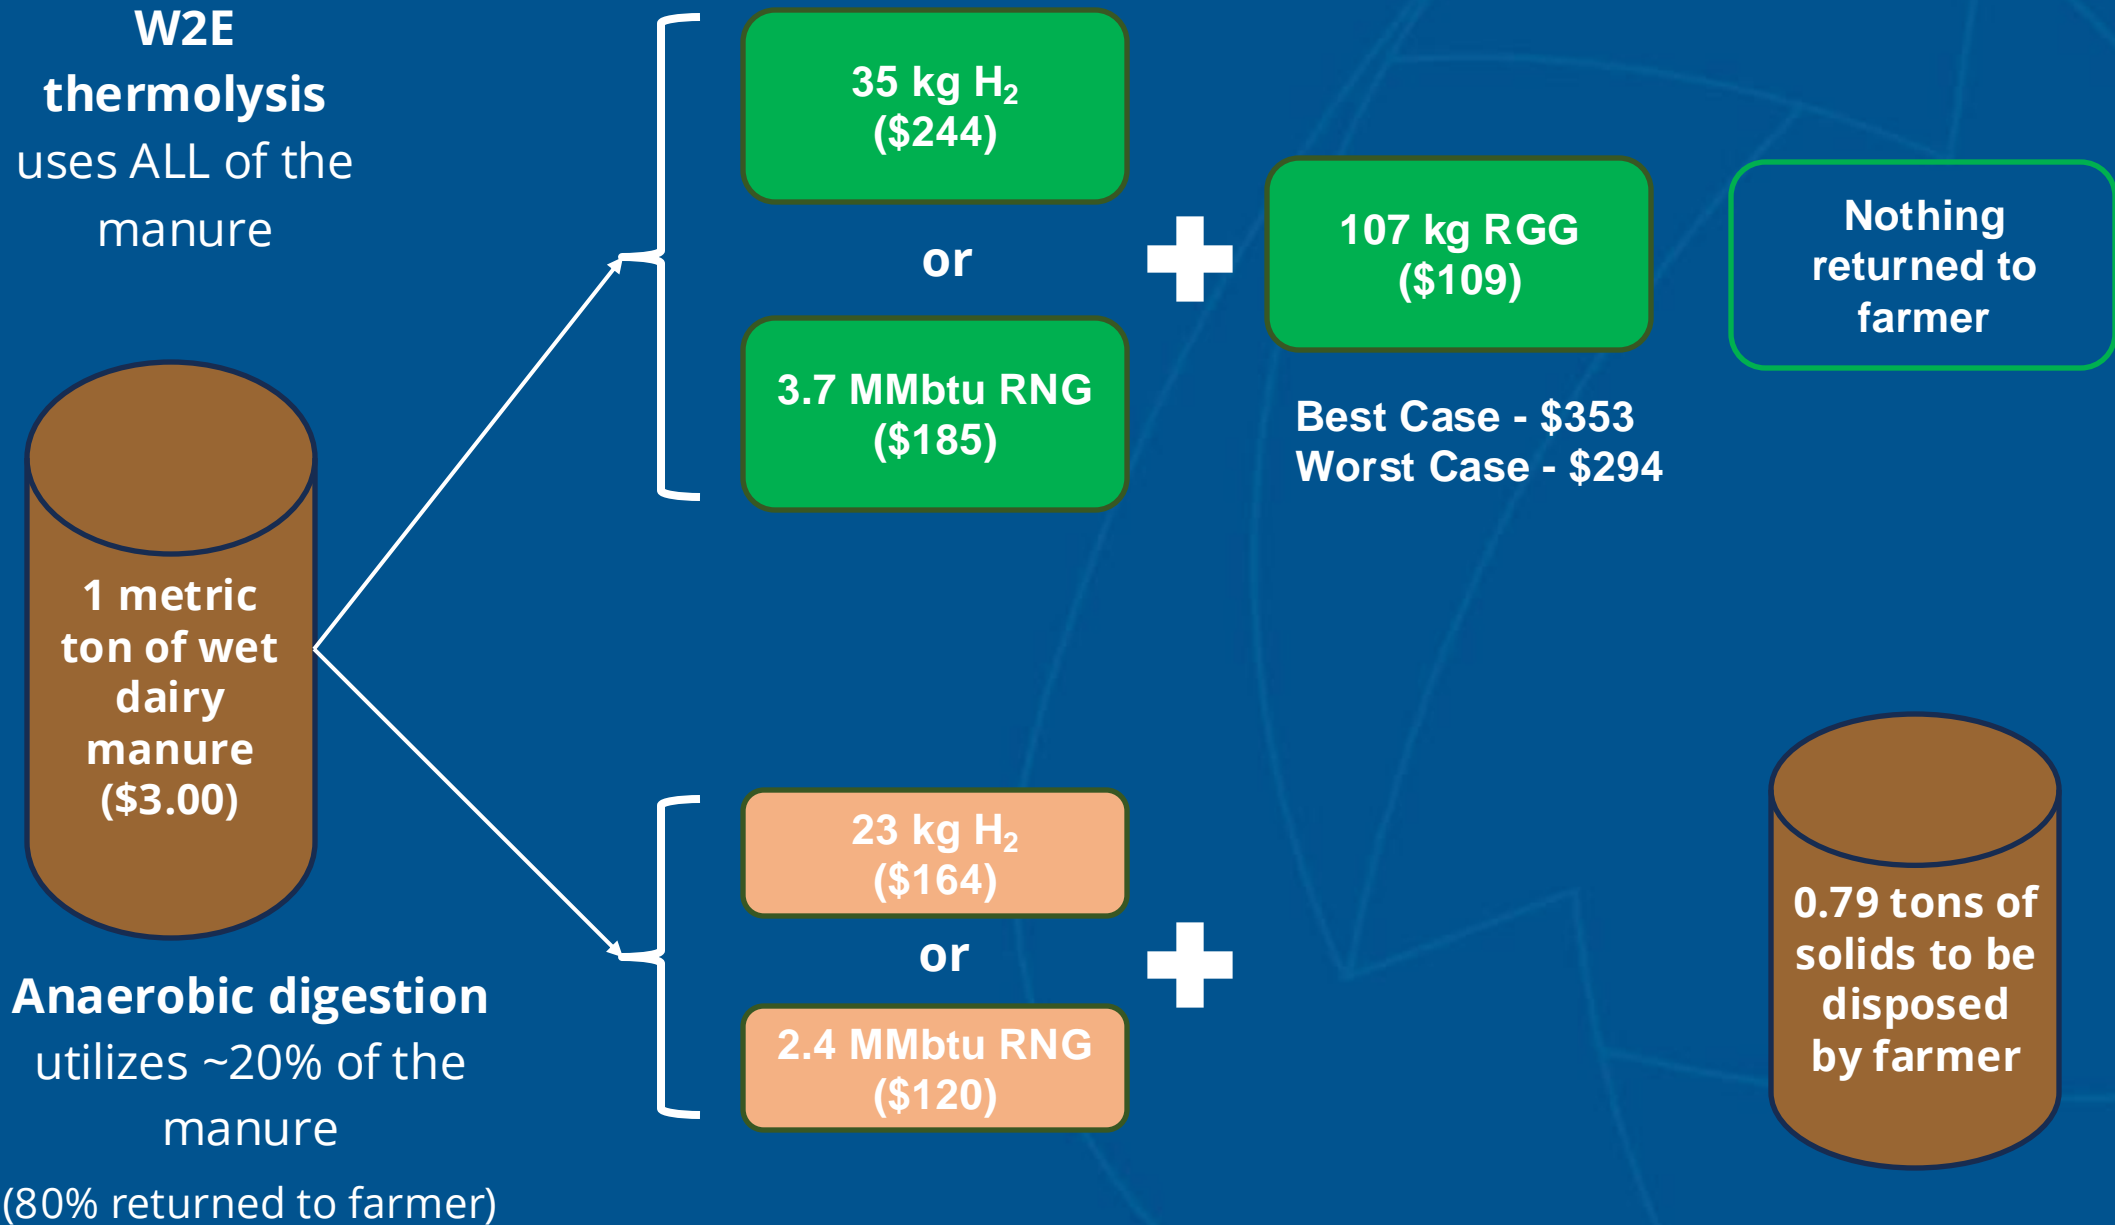 W2E
thermolysis
uses ALL of the
manure
35 kg H₂
($244)
or
3.7 MMbtu RNG
($185)
107 kg RGG
($109)
Nothing
returned to
farmer
Best Case - $353
Worst Case - $294
1 metric
ton of wet
dairy
manure
($3.00)
Anaerobic digestion
utilizes ~20% of the
manure
(80% returned to farmer)
23 kg H₂
($164)
or
2.4 MMbtu RNG
($120)
0.79 tons of
solids to be
disposed
by farmer